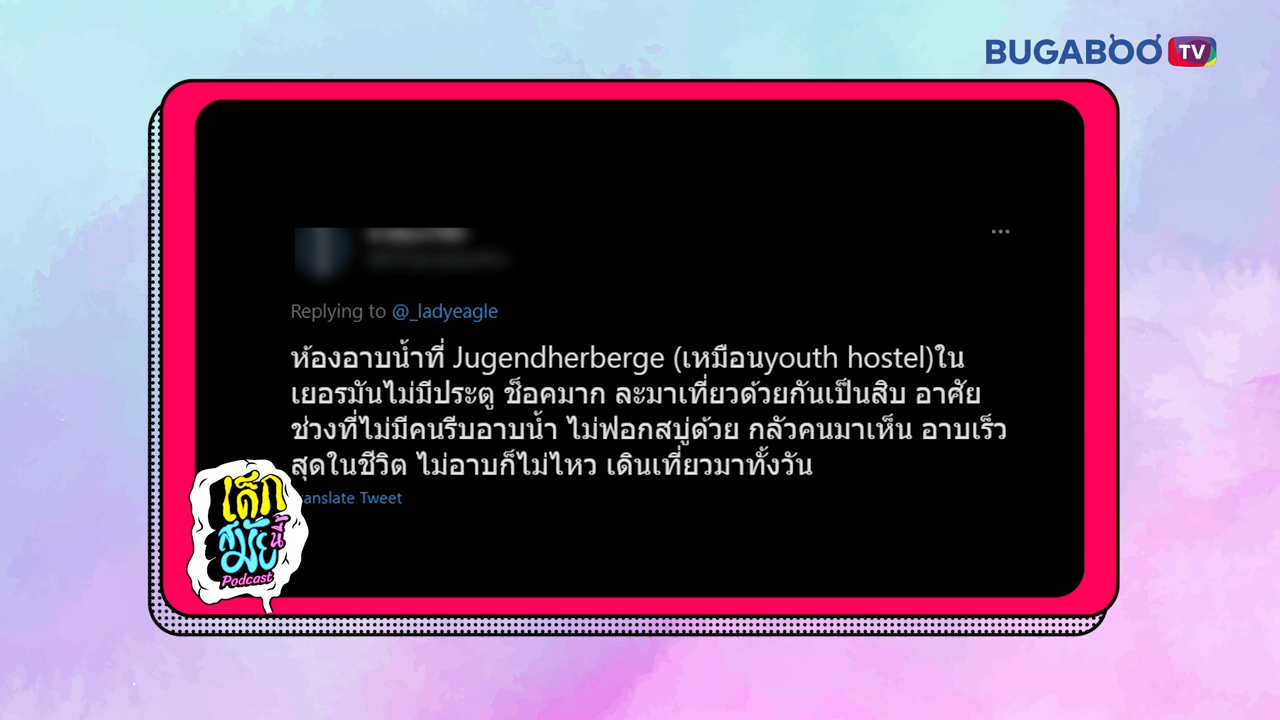 BUGABOO TV
...
Replying to @_ladyeagle
ห้องอาบน้ำที่ Jugendherberge (เหมือนyouth hostel)ใน
เยอรมันไม่มีประตู ช็อคมาก ละมาเที่ยวด้วยกันเป็นสิบ อาศัย
ช่วงที่ไม่มีคนรีบอาบน้ำ ไม่ฟอกสบู่ด้วย กลัวคนมาเห็น อาบเร็ว
สุดในชีวิต ไม่อาบก็ไม่ไหว เดินเที่ยวมาทั้งวัน
ranslate Tweet
เด็ก
สมัยนี้
Podcast